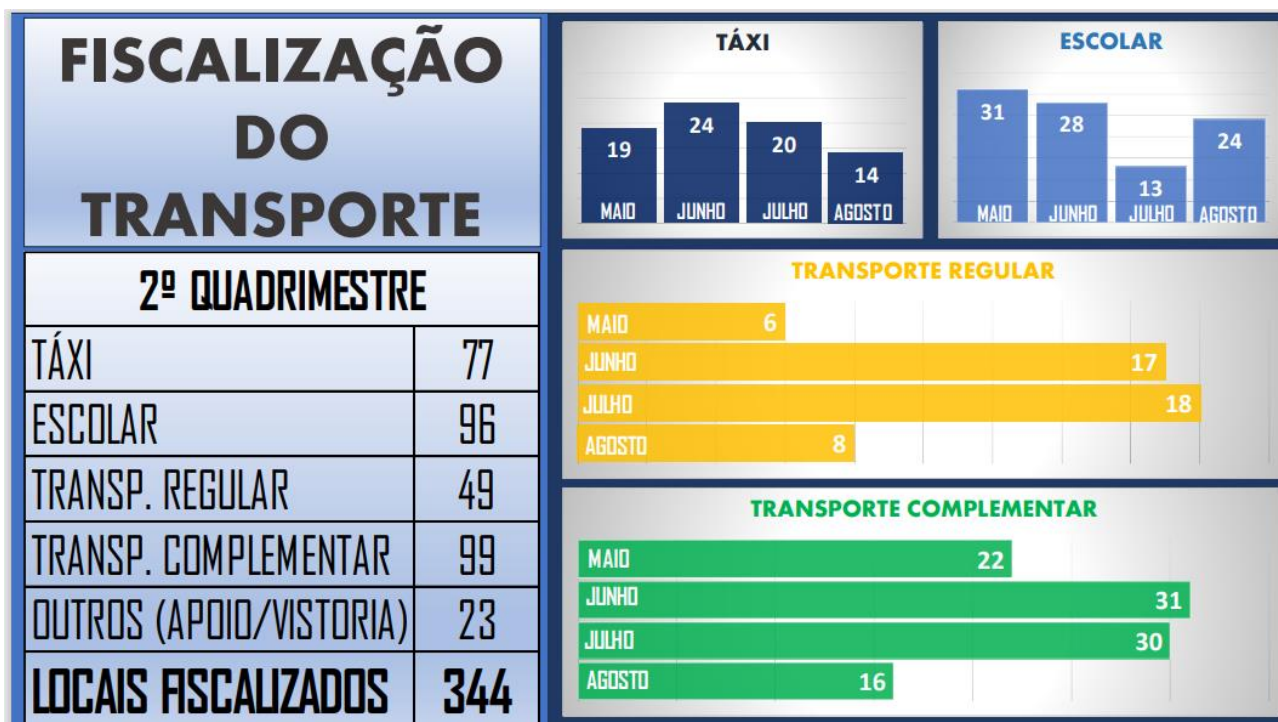 FISCALIZAÇÃO
DO
TRANSPORTE
2º QUADRIMESTRE
TÁXI 77
ESCOLAR 96
TRANSP. REGULAR 49
TRANSP. COMPLEMENTAR 99
OUTROS (APOIO/VISTORIA) 23
LOCAIS FISCALIZADOS 344
TÁXI
19 24 20 14
MAIO JUNHO JULHO AGOSTO
ESCOLAR
31 28 13 24
MAIO JUNHO JULHO AGOSTO
TRANSPORTE REGULAR
MAIO 6
JUNHO 17
JULHO 18
AGOSTO 8
TRANSPORTE COMPLEMENTAR
MAIO 22
JUNHO 31
JULHO 30
AGOSTO 16